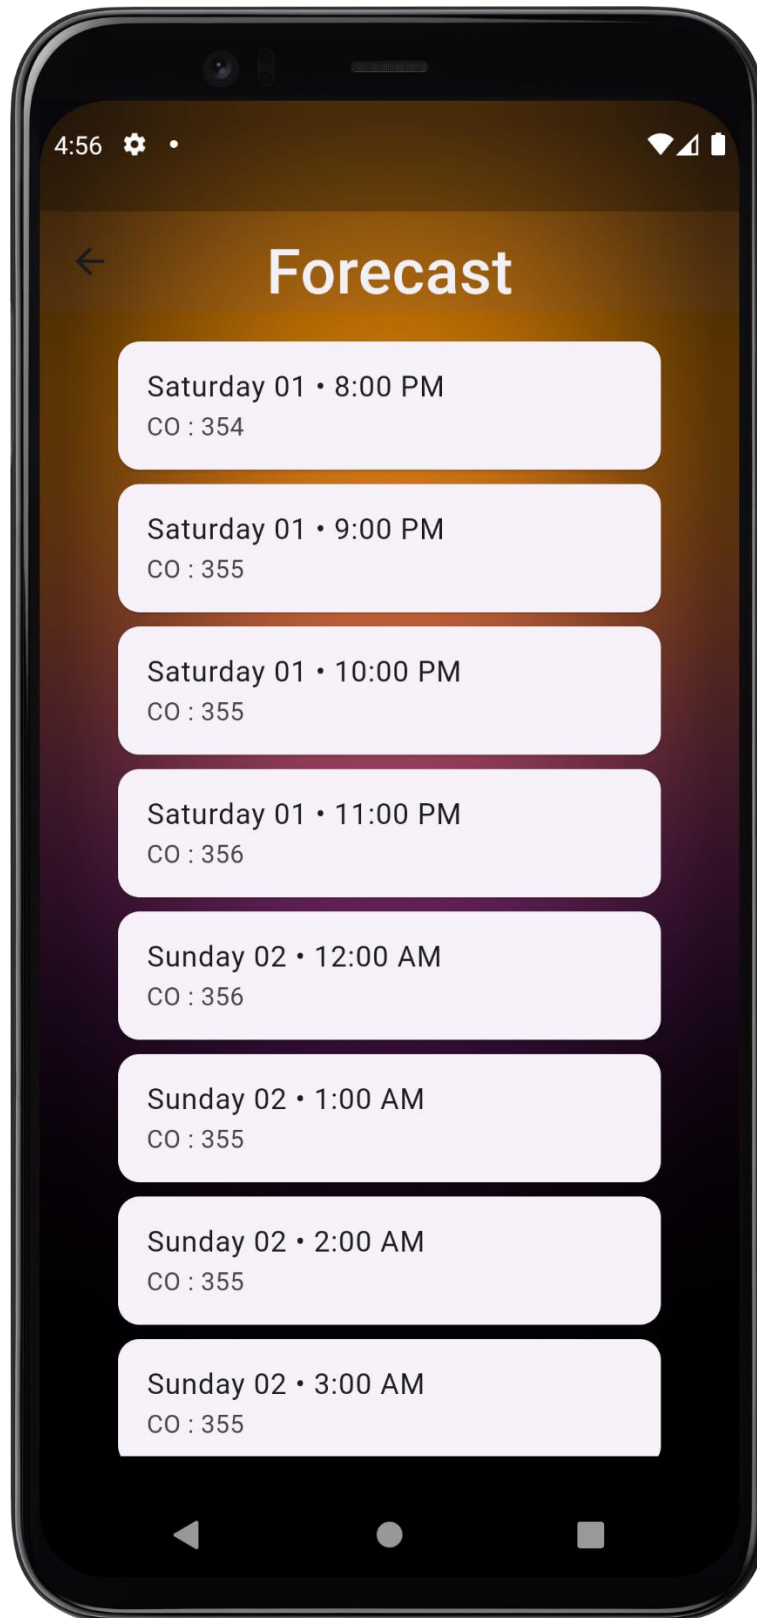 4:56
Forecast
Saturday 01 • 8:00 PM
CO : 354
Saturday 01 • 9:00 PM
CO : 355
Saturday 01 • 10:00 PM
CO : 355
Saturday 01 • 11:00 PM
CO : 356
Sunday 02 • 12:00 AM
CO : 356
Sunday 02 • 1:00 AM
CO : 355
Sunday 02 • 2:00 AM
CO : 355
Sunday 02 • 3:00 AM
CO : 355